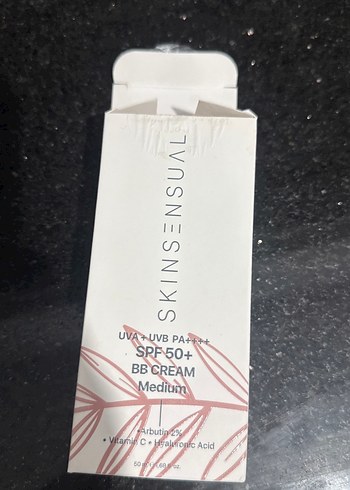 SKINSENSUAL
UVA + UVB PA++++
SPF 50+
BB CREAM
Medium
•Arbutin 2%
• Vitamin C • Hyaluronic Acid